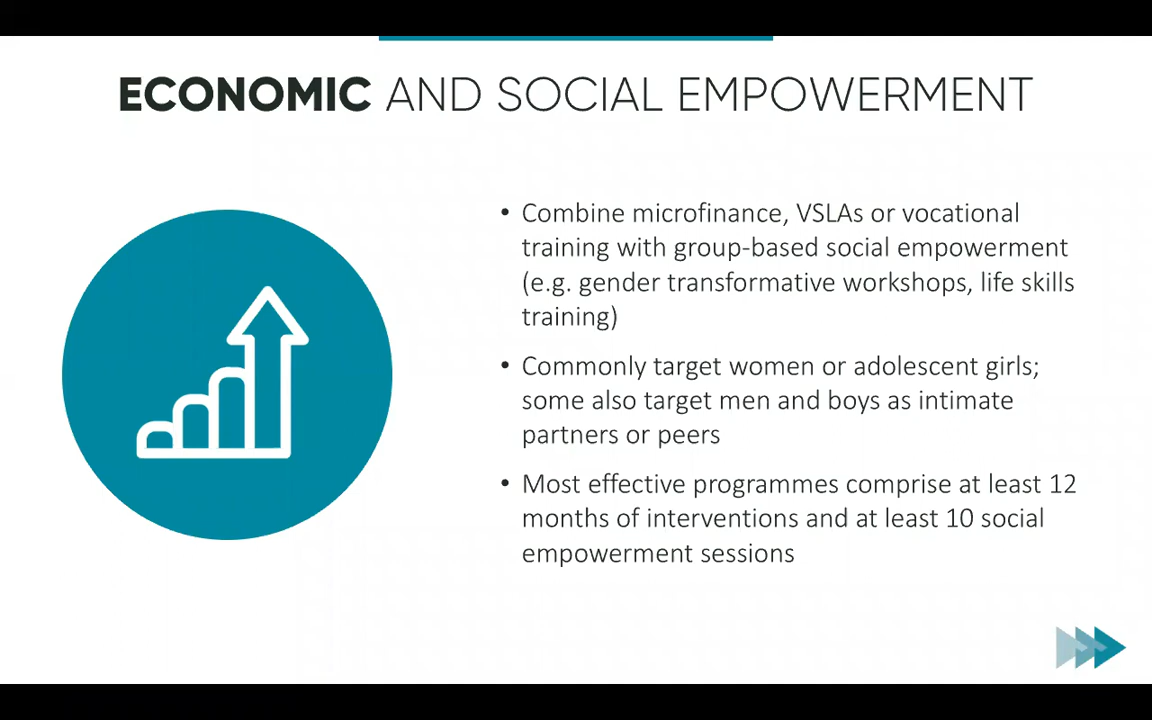 ECONOMIC AND SOCIAL EMPOWERMENT
• Combine microfinance, VSLAs or vocational
training with group-based social empowerment
(e.g. gender transformative workshops, life skills
training)
• Commonly target women or adolescent girls;
some also target men and boys as intimate
partners or peers
• Most effective programmes comprise at least 12
months of interventions and at least 10 social
empowerment sessions